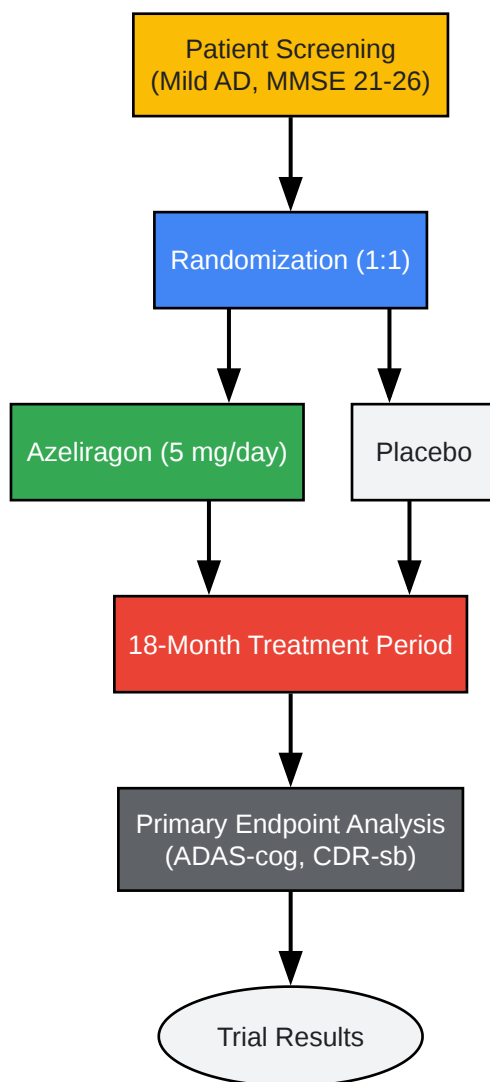 Patient Screening
(Mild AD, MMSE 21-26)
Randomization (1:1)
Azeliragon (5 mg/day)
Placebo
18-Month Treatment Period
Primary Endpoint Analysis
(ADAS-cog, CDR-sb)
Trial Results